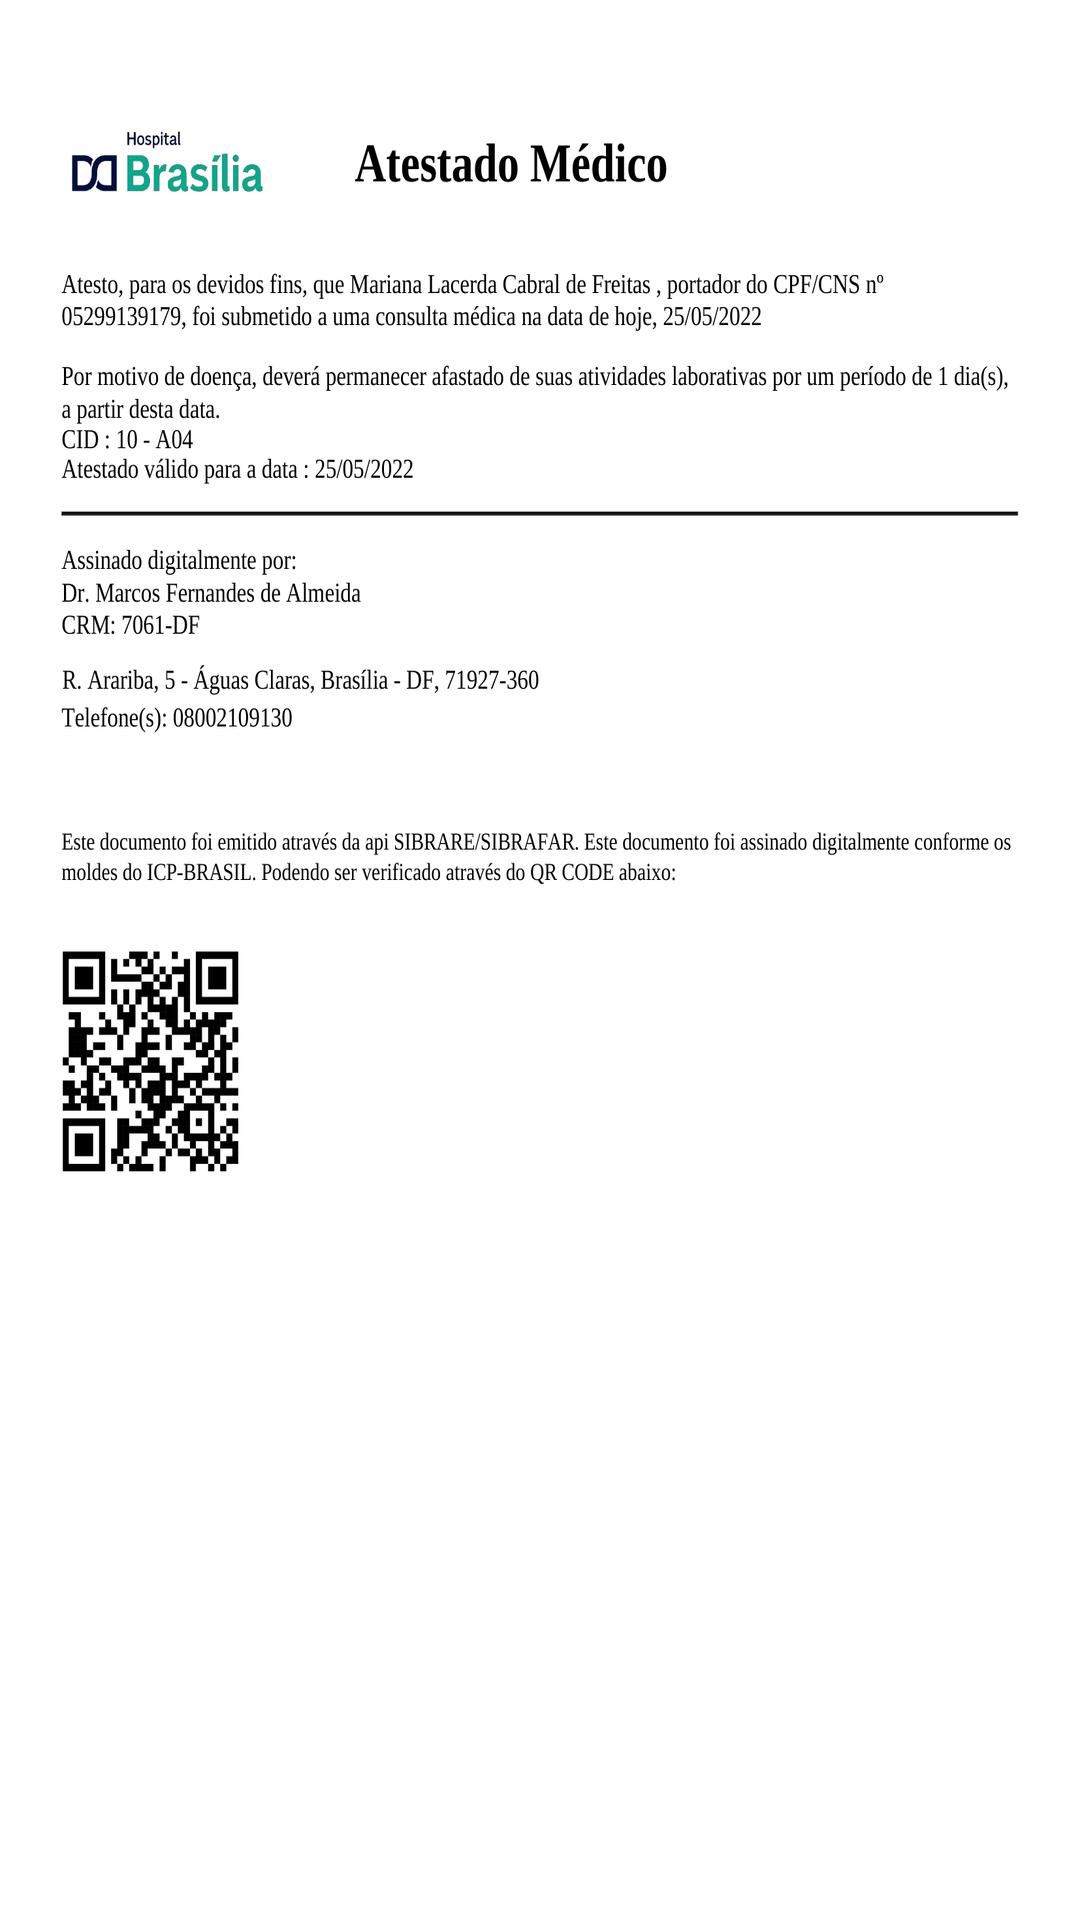 Hospital
Brasília
Atestado Médico
Atesto, para os devidos fins, que Mariana Lacerda Cabral de Freitas , portador do CPF/CNS nº
05299139179, foi submetido a uma consulta médica na data de hoje, 25/05/2022
Por motivo de doença, deverá permanecer afastado de suas atividades laborativas por um período de 1 dia(s),
a partir desta data.
CID : 10 - A04
Atestado válido para a data : 25/05/2022
Assinado digitalmente por:
Dr. Marcos Fernandes de Almeida
CRM: 7061-DF
R. Arariba, 5 - Águas Claras, Brasília - DF, 71927-360
Telefone(s): 08002109130
Este documento foi emitido através da api SIBRARE/SIBRAFAR. Este documento foi assinado digitalmente conforme os
moldes do ICP-BRASIL. Podendo ser verificado através do QR CODE abaixo: